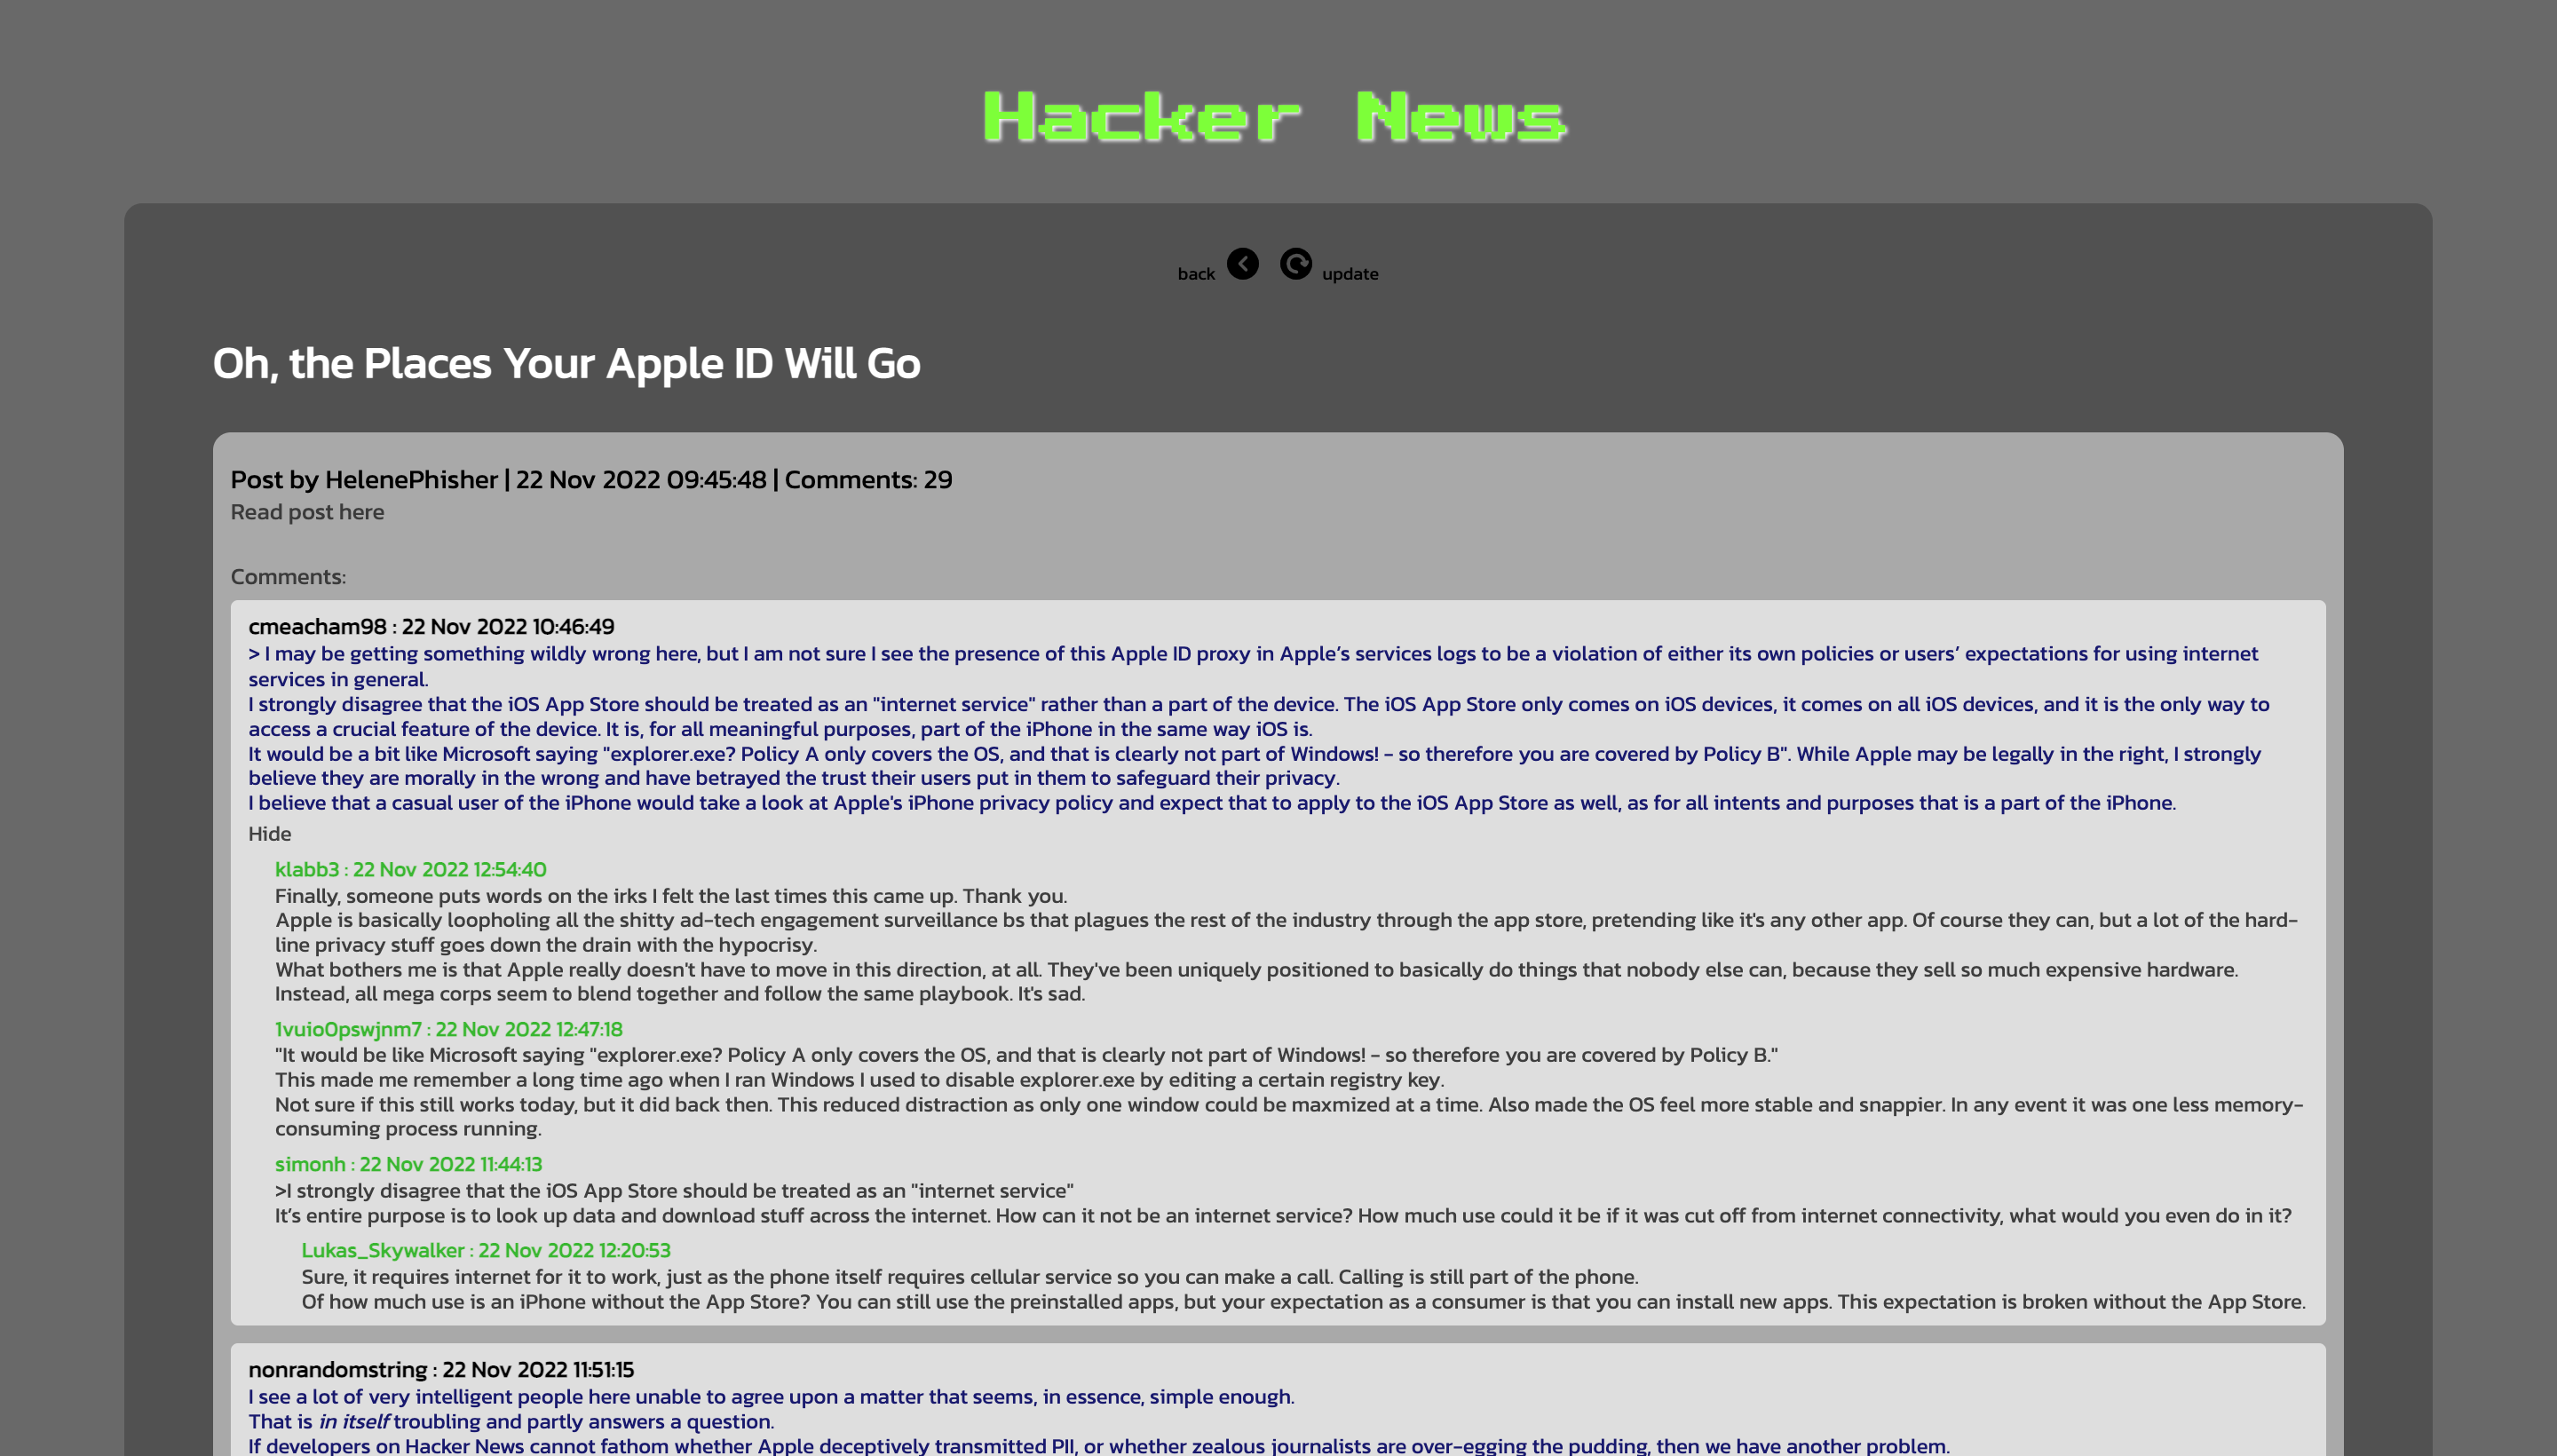 Hacker News
back update
Oh, the Places Your Apple ID Will Go
Post by HelenePhisher | 22 Nov 2022 09:45:48 | Comments: 29
Read post here
Comments:
cmeacham98 : 22 Nov 2022 10:46:49
> I may be getting something wildly wrong here, but I am not sure I see the presence of this Apple ID proxy in Apple’s services logs to be a violation of either its own policies or users’ expectations for using internet
services in general.
I strongly disagree that the iOS App Store should be treated as an "internet service" rather than a part of the device. The iOS App Store only comes on iOS devices, it comes on all iOS devices, and it is the only way to
access a crucial feature of the device. It is, for all meaningful purposes, part of the iPhone in the same way iOS is.
It would be a bit like Microsoft saying "explorer.exe? Policy A only covers the OS, and that is clearly not part of Windows! - so therefore you are covered by Policy B". While Apple may be legally in the right, I strongly
believe they are morally in the wrong and have betrayed the trust their users put in them to safeguard their privacy.
I believe that a casual user of the iPhone would take a look at Apple's iPhone privacy policy and expect that to apply to the iOS App Store as well, as for all intents and purposes that is a part of the iPhone.
Hide
klabb3 : 22 Nov 2022 12:54:40
Finally, someone puts words on the irks I felt the last times this came up. Thank you.
Apple is basically loopholing all the shitty ad-tech engagement surveillance bs that plagues the rest of the industry through the app store, pretending like it's any other app. Of course they can, but a lot of the hard-
line privacy stuff goes down the drain with the hypocrisy.
What bothers me is that Apple really doesn't have to move in this direction, at all. They've been uniquely positioned to basically do things that nobody else can, because they sell so much expensive hardware.
Instead, all mega corps seem to blend together and follow the same playbook. It's sad.
1vuio0pswjnm7 : 22 Nov 2022 12:47:18
"It would be like Microsoft saying "explorer.exe? Policy A only covers the OS, and that is clearly not part of Windows! - so therefore you are covered by Policy B."
This made me remember a long time ago when I ran Windows I used to disable explorer.exe by editing a certain registry key.
Not sure if this still works today, but it did back then. This reduced distraction as only one window could be maxmized at a time. Also made the OS feel more stable and snappier. In any event it was one less memory-
consuming process running.
simonh : 22 Nov 2022 11:44:13
>I strongly disagree that the iOS App Store should be treated as an "internet service"
It’s entire purpose is to look up data and download stuff across the internet. How can it not be an internet service? How much use could it be if it was cut off from internet connectivity, what would you even do in it?
Lukas_Skywalker : 22 Nov 2022 12:20:53
Sure, it requires internet for it to work, just as the phone itself requires cellular service so you can make a call. Calling is still part of the phone.
Of how much use is an iPhone without the App Store? You can still use the preinstalled apps, but your expectation as a consumer is that you can install new apps. This expectation is broken without the App Store.
nonrandomstring : 22 Nov 2022 11:51:15
I see a lot of very intelligent people here unable to agree upon a matter that seems, in essence, simple enough.
That is in itself troubling and partly answers a question.
If developers on Hacker News cannot fathom whether Apple deceptively transmitted PII, or whether zealous journalists are over-egging the pudding, then we have another problem.